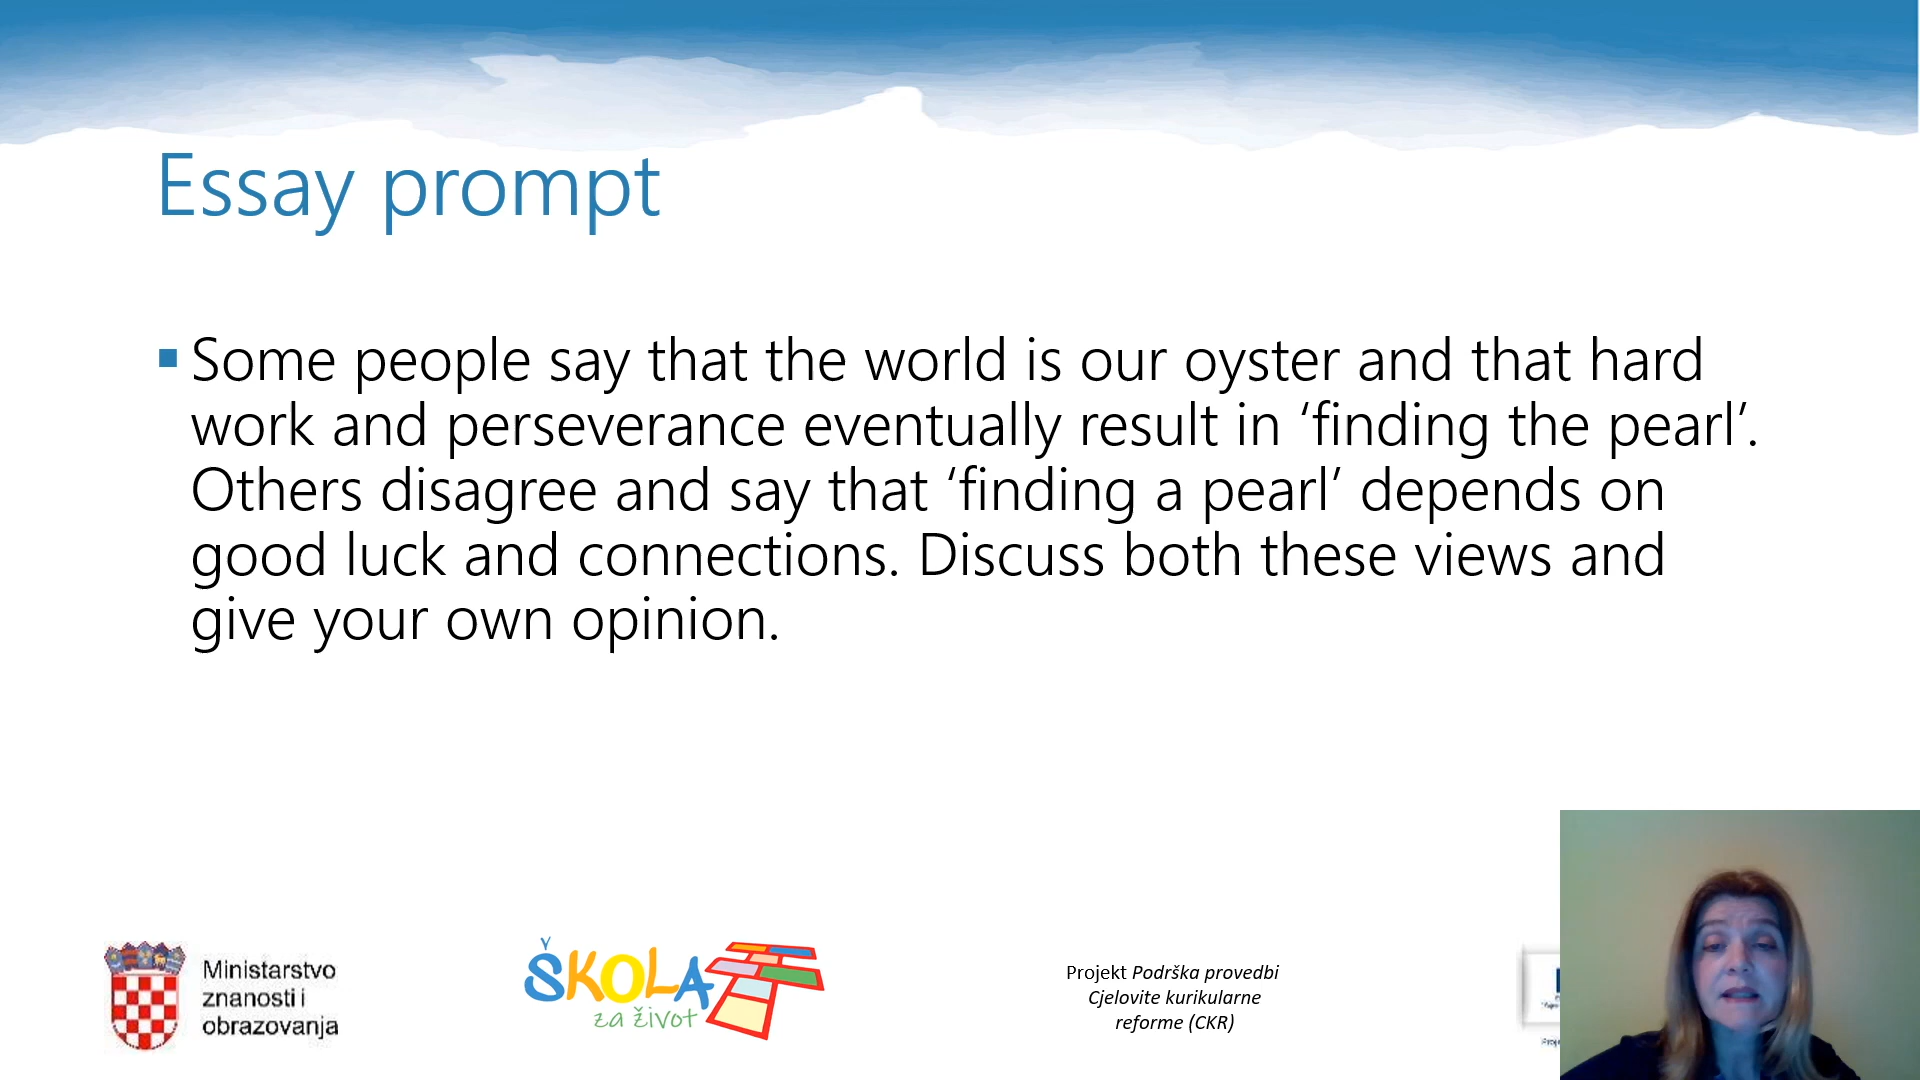 Essay prompt
▪ Some people say that the world is our oyster and that hard
work and perseverance eventually result in ‘finding the pearl’.
Others disagree and say that ‘finding a pearl’ depends on
good luck and connections. Discuss both these views and
give your own opinion.
Ministarstvo
znanosti i
obrazovanja
ŠKOLA
za život
Projekt Podrška provedbi
Cjelovite kurikularne
reforme (CKR)